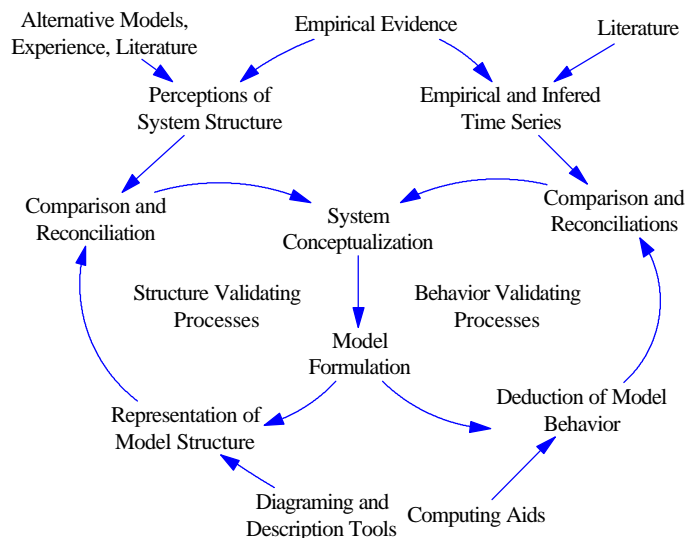 Alternative Models,
Experience, Literature
Empirical Evidence
Literature
Perceptions of
System Structure
Empirical and Infered
Time Series
Comparison and
Reconciliation
System
Conceptualization
Comparison and
Reconciliations
Structure Validating
Processes
Behavior Validating
Processes
Model
Formulation
Representation of
Model Structure
Deduction of Model
Behavior
Diagraming and
Description Tools
Computing Aids